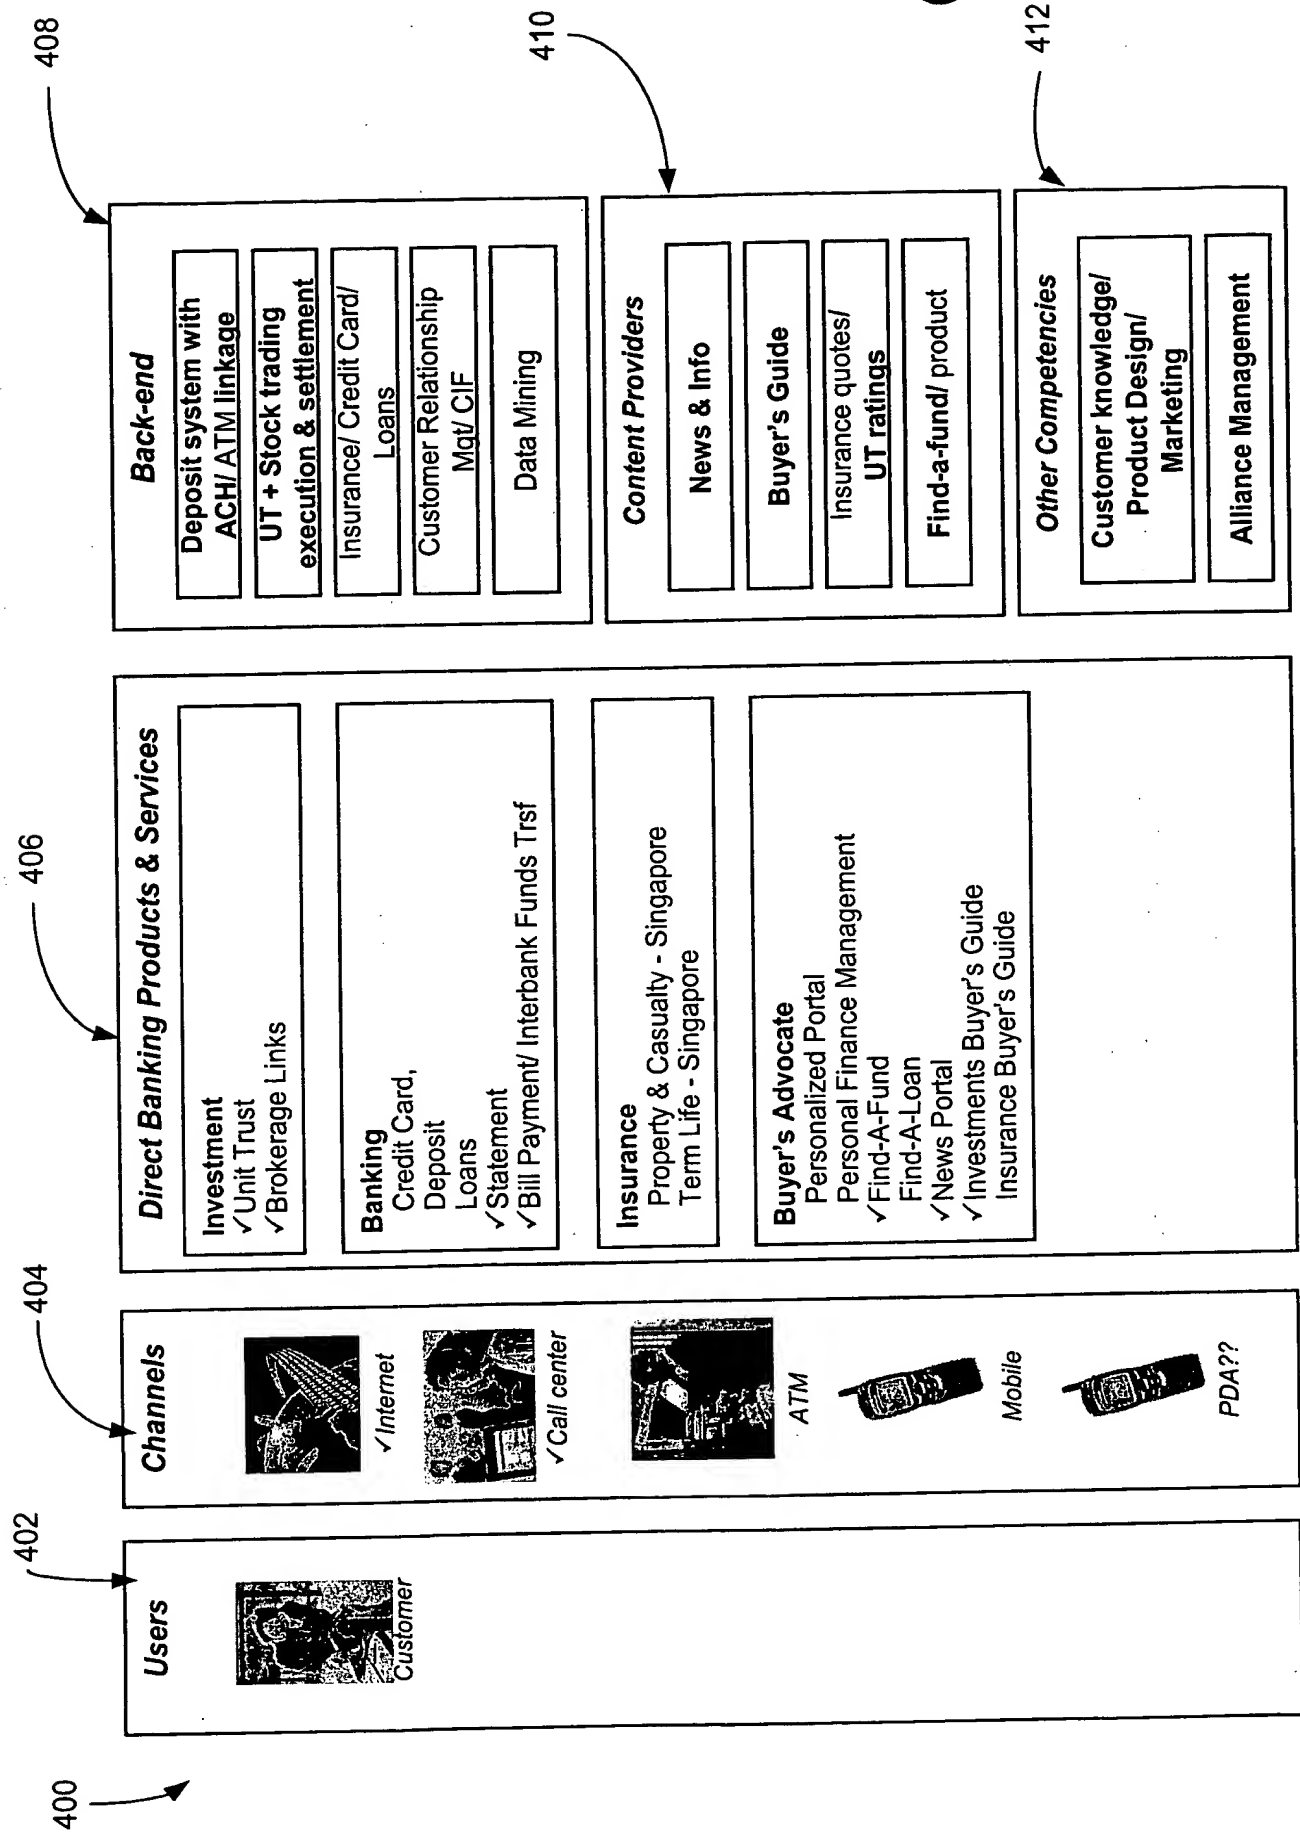 400
402
Users
Customer
404
Channels
✓Internet
✓Call center
ATM
Mobile
PDA??
406
Direct Banking Products & Services
Investment
✓Unit Trust
✓Brokerage Links
Banking
Credit Card,
Deposit
Loans
✓Statement
✓Bill Payment/ Interbank Funds Trsf
Insurance
Property & Casualty - Singapore
Term Life - Singapore
Buyer's Advocate
Personalized Portal
Personal Finance Management
✓Find-A-Fund
Find-A-Loan
✓News Portal
✓Investments Buyer's Guide
Insurance Buyer's Guide
408
Back-end
Deposit system with
ACH/ ATM linkage
UT + Stock trading
execution & settlement
Insurance/ Credit Card/
Loans
Customer Relationship
Mgt/ CIF
Data Mining
410
Content Providers
News & Info
Buyer's Guide
Insurance quotes/
UT ratings
Find-a-fund/ product
412
Other Competencies
Customer knowledge/
Product Design/
Marketing
Alliance Management